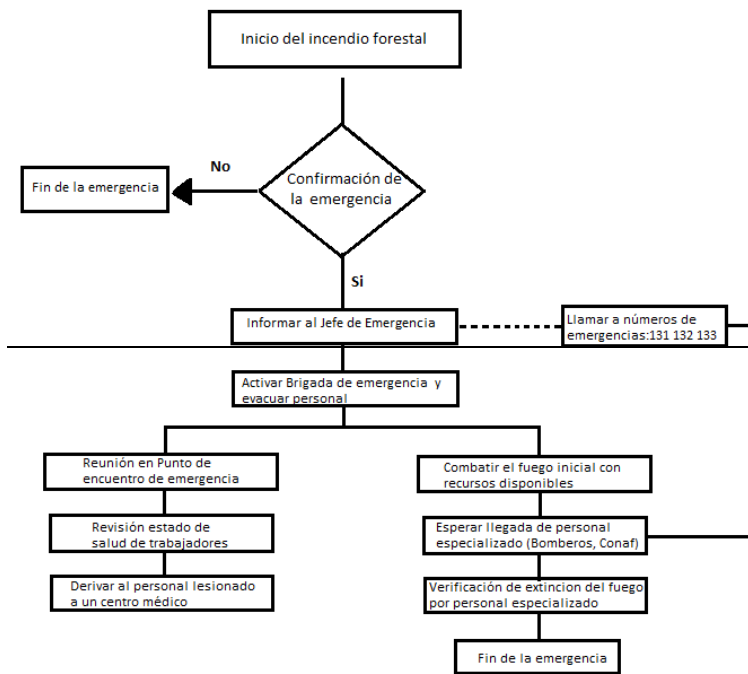 Inicio del incendio forestal
No
Confirmación de
la emergencia
Fin de la emergencia
Si
Informar al Jefe de Emergencia
Llamar a números de
emergencias:131 132 133
Activar Brigada de emergencia y
evacuar personal
Reunión en Punto de
encuentro de emergencia
Combatir el fuego inicial con
recursos disponibles
Revisión estado de
salud de trabajadores
Esperar llegada de personal
especializado (Bomberos, Conaf)
Derivar al personal lesionado
a un centro médico
Verificación de extincion del fuego
por personal especializado
Fin de la emergencia